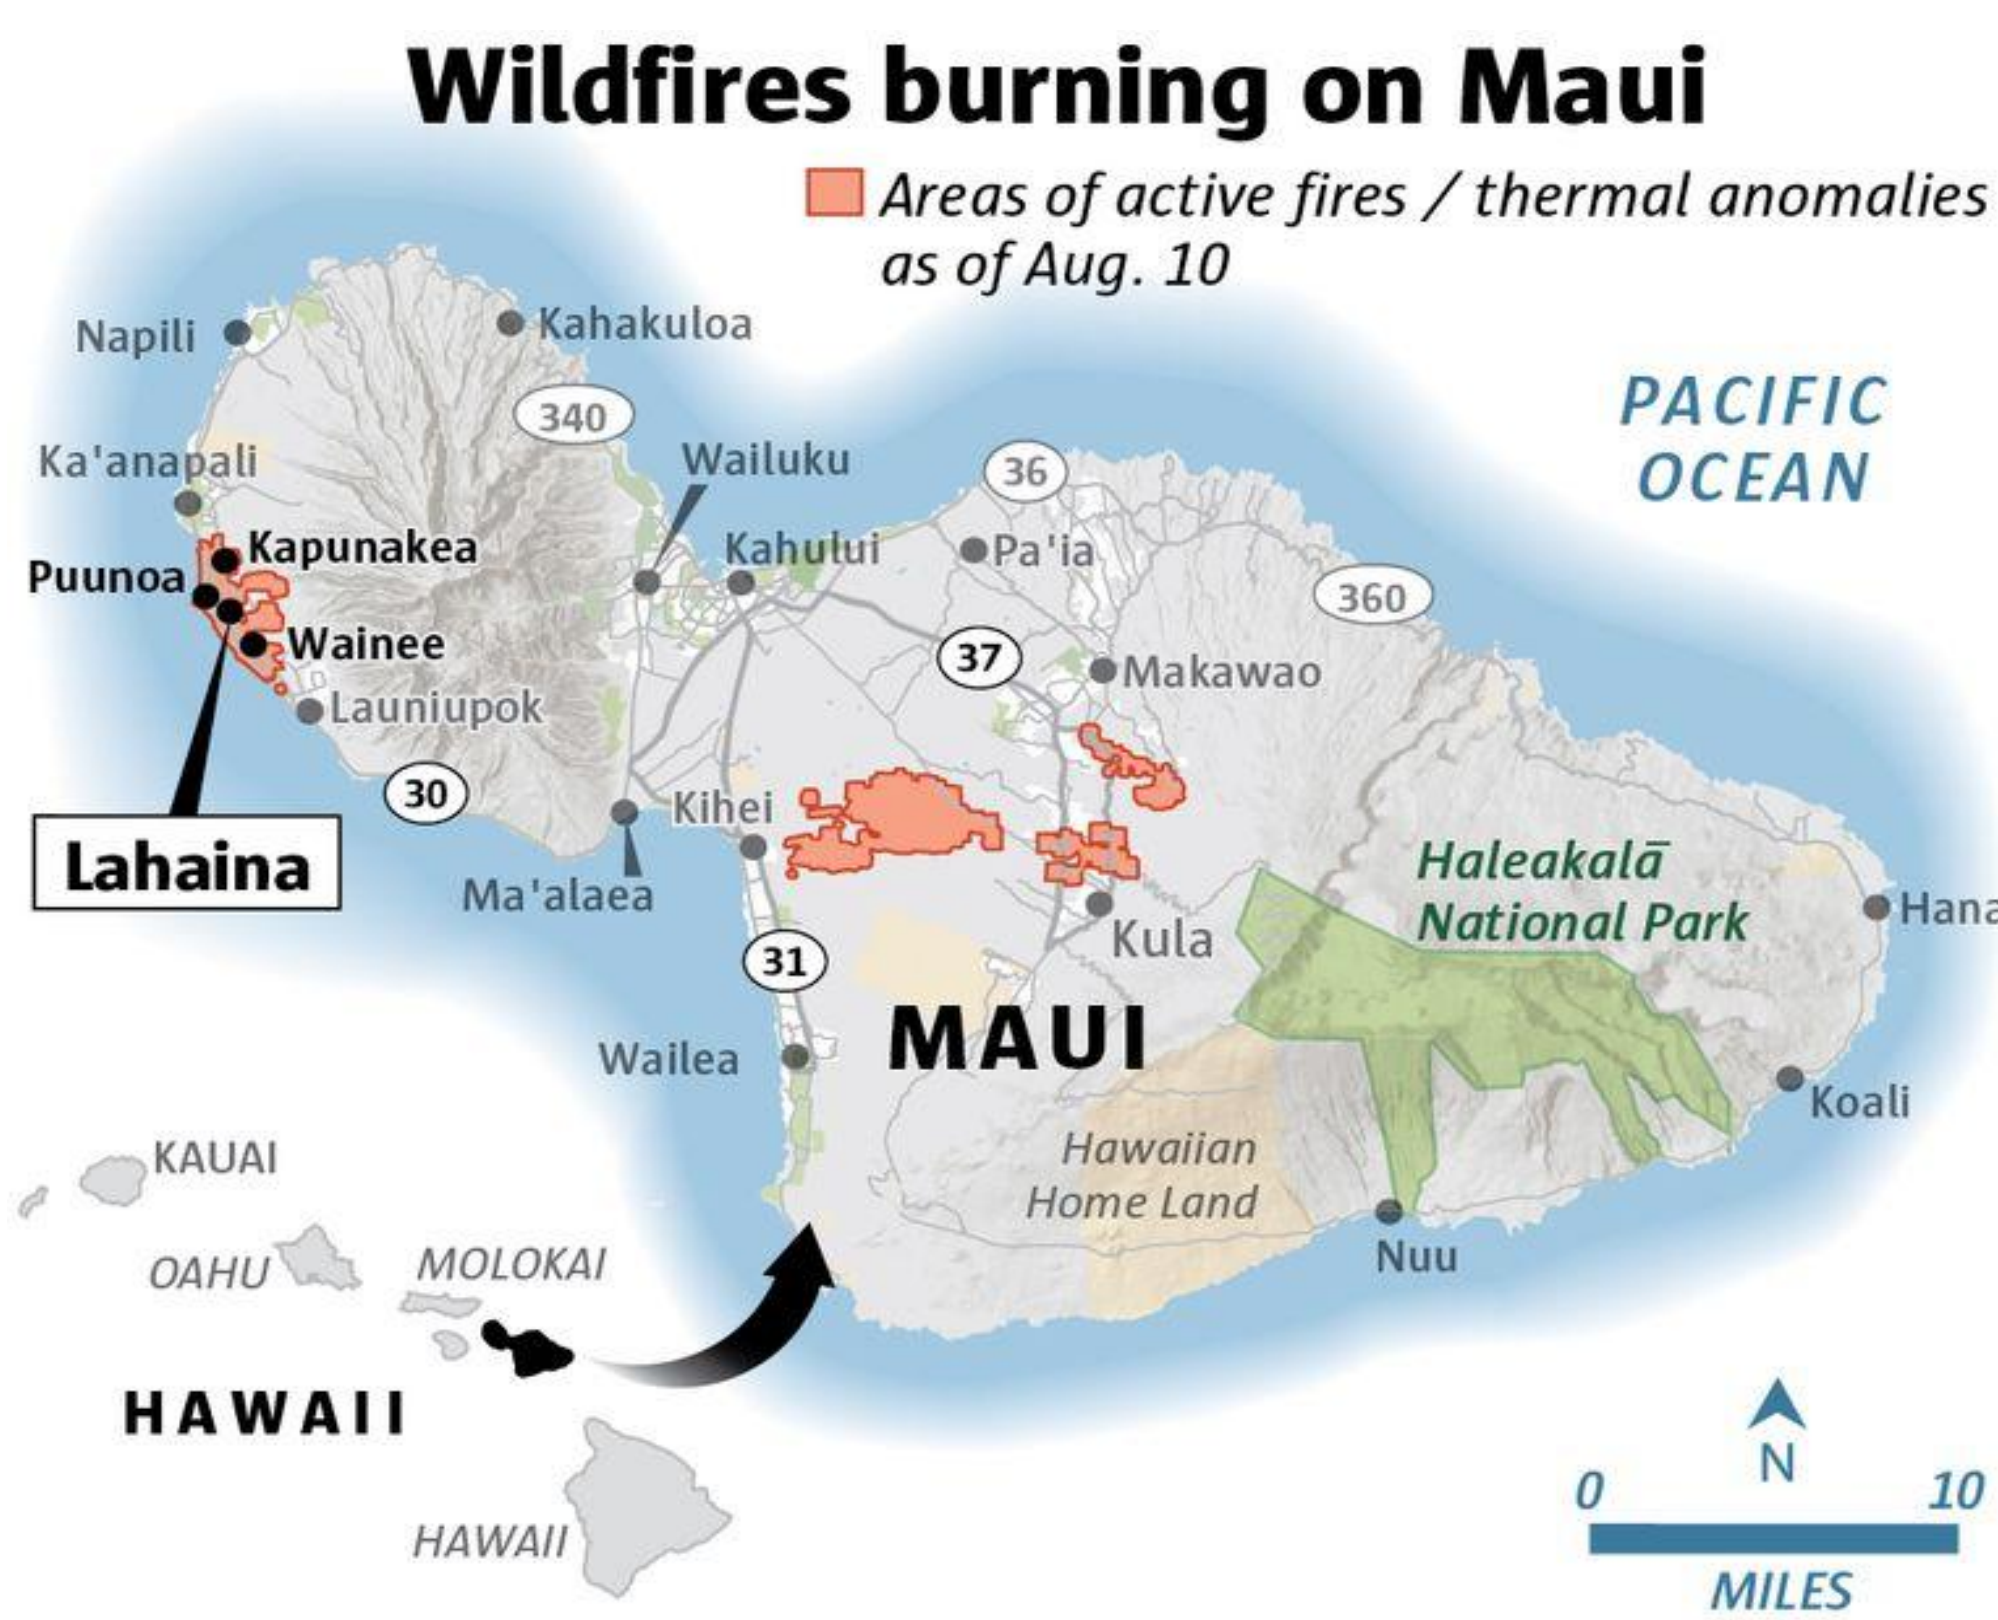 Wildfires burning on Maui
Areas of active fires / thermal anomalies
as of Aug. 10
Napili
Kahakuloa
340
PACIFIC
OCEAN
Ka'anapali
Wailuku
36
Kapunakea
Kahului
Pa'ia
Puunoa
360
Wainee
37
Makawao
Launiupok
30
Kihei
Lahaina
Ma'alaea
Haleakalā
National Park
Hana
Kula
31
MAUI
Wailea
Koali
Hawaiian
Home Land
Nuu
KAUAI
OAHU
MOLOKAI
HAWAII
HAWAII
N
0
10
MILES